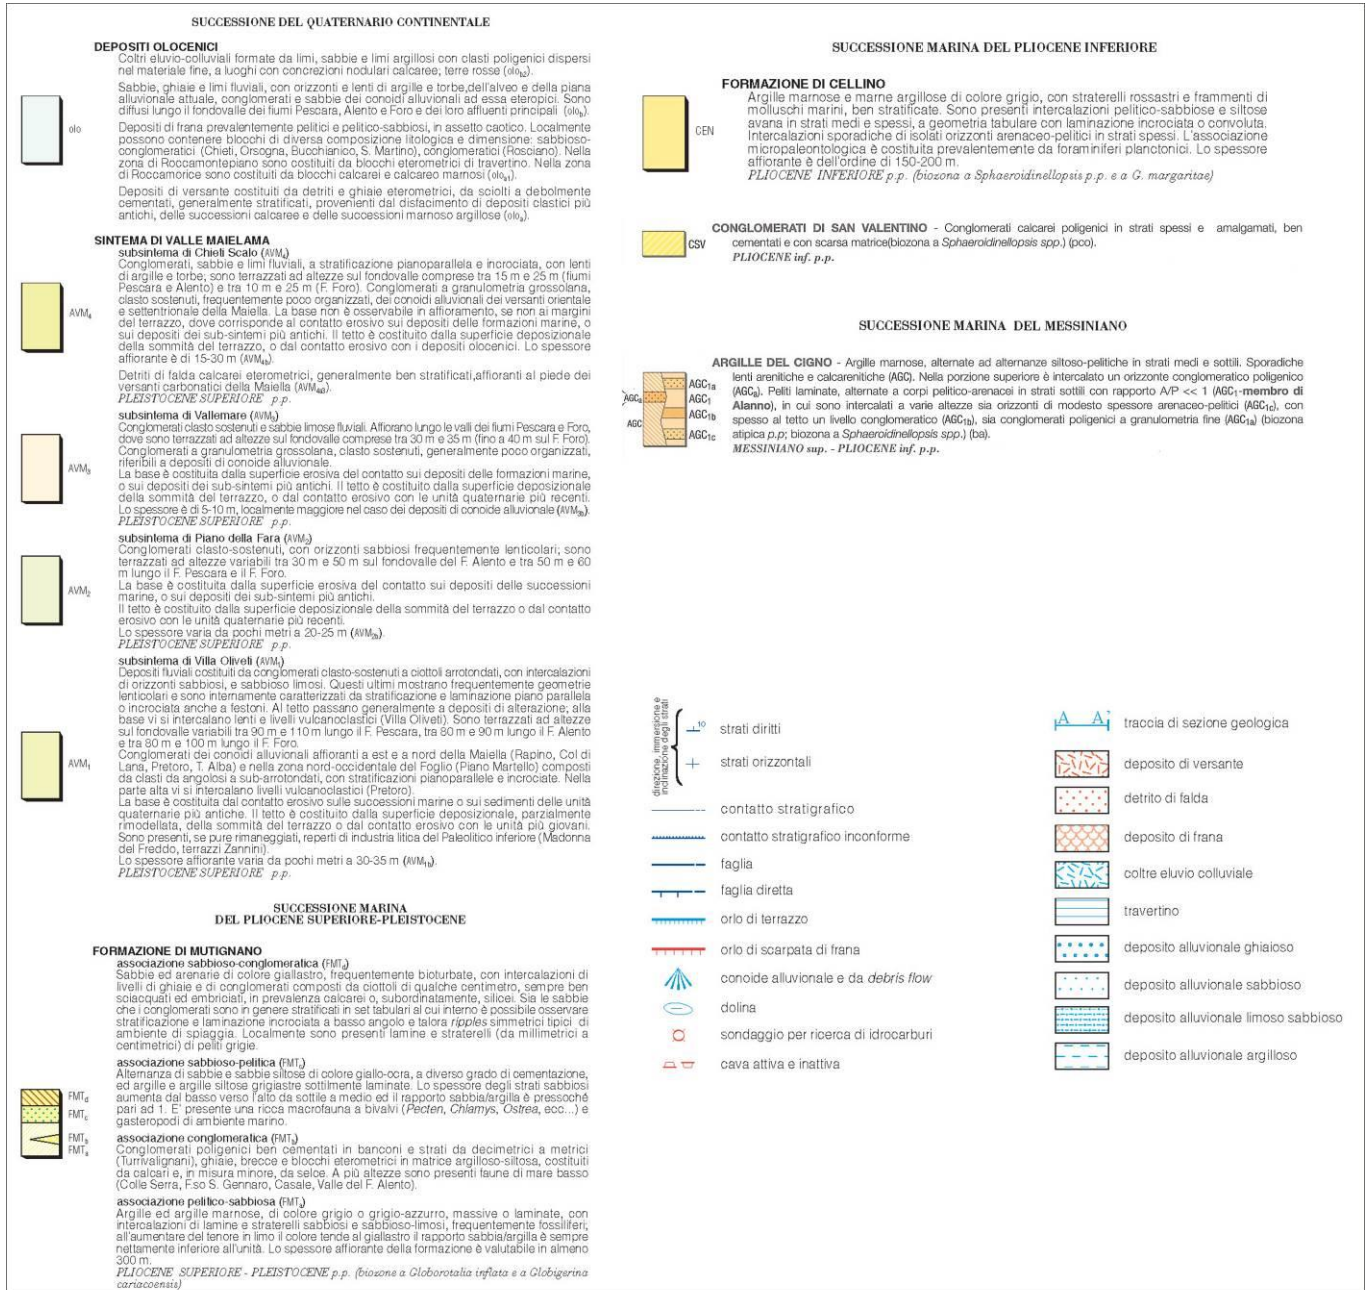 SUCCESSIONE DEL QUATERNARIO CONTINENTALE
DEPOSITI OLOCENICI
Coltri eluvio-colluviali formate da limi, sabbie e limi argillosi con clasti poligenici dispersi
nel materiale fine, a luoghi con concrezioni nodulari calcaree; terre rosse (olo_b2).
Sabbie, ghiaie e limi fluviali, con orizzonti e lenti di argille e torbe,dell'alveo e della piana
alluvionale attuale, conglomerati e sabbie dei conoidi alluvionali ad essa eteropici. Sono
diffusi lungo il fondovalle dei fiumi Pescara, Alento e Foro e dei loro affluenti principali (olo_b).
olo
Depositi di frana prevalentemente pelitici e pelitico-sabbiosi, in assetto caotico. Localmente
possono contenere blocchi di diversa composizione litologica e dimensione: sabbioso-
conglomeratici (Chieti, Orsogna, Bucchianico, S. Martino), conglomeratici (Rosciano). Nella
zona di Roccamontepiano sono costituiti da blocchi eterometrici di travertino. Nella zona
di Roccamorice sono costituiti da blocchi calcarei e calcareo marnosi (olo_a1).
Depositi di versante costituiti da detriti e ghiaie eterometrici, da sciolti a debolmente
cementati, generalmente stratificati, provenienti dal disfacimento di depositi clastici più
antichi, delle successioni calcaree e delle successioni marnoso argillose (olo_a).
SINTEMA DI VALLE MAIELAMA
subsintema di Chieti Scalo (AVM4)
Conglomerati, sabbie e limi fluviali, a stratificazione pianoparallela e incrociata, con lenti
di argille e torbe; sono terrazzati ad altezze sul fondovalle comprese tra 15 m e 25 m (fiumi
Pescara e Alento) e tra 10 m e 25 m (F. Foro). Conglomerati a granulometria grossolana,
clasto sostenuti, frequentemente poco organizzati, dei conoidi alluvionali dei versanti orientale
e settentrionale della Maiella. La base non è osservabile in affioramento, se non ai margini
del terrazzo, dove corrisponde al contatto erosivo sui depositi delle formazioni marine, o
sui depositi dei sub-sintemi più antichi. Il tetto è costituito dalla superficie deposizionale
della sommità del terrazzo, o dal contatto erosivo con i depositi olocenici. Lo spessore
affiorante è di 15-30 m (AVM4b).
AVM4
Detriti di falda calcarei eterometrici, generalmente ben stratificati,affioranti al piede dei
versanti carbonatici della Maiella (AVM4a3).
PLEISTOCENE SUPERIORE p.p.
subsintema di Vallemare (AVM3)
Conglomerati clasto sostenuti e sabbie limose fluviali. Affiorano lungo le valli dei fiumi Pescara e Foro,
dove sono terrazzati ad altezze sul fondovalle comprese tra 30 m e 35 m (fino a 40 m sul F. Foro).
Conglomerati a granulometria grossolana, clasto sostenuti, generalmente poco organizzati,
riferibili a depositi di conoide alluvionale.
La base è costituita dalla superficie erosiva del contatto sui depositi delle formazioni marine,
o sui depositi dei sub-sintemi più antichi. Il tetto è costituito dalla superficie deposizionale
della sommità del terrazzo, o dal contatto erosivo con le unità quaternarie più recenti.
Lo spessore è di 5-10 m, localmente maggiore nel caso dei depositi di conoide alluvionale (AVM3b).
PLEISTOCENE SUPERIORE p.p.
AVM3
subsintema di Piano della Fara (AVM2)
Conglomerati clasto-sostenuti, con orizzonti sabbiosi frequentemente lenticolari; sono
terrazzati ad altezze variabili tra 30 m e 50 m sul fondovalle del F. Alento e tra 50 m e 60
m lungo il F. Pescara e il F. Foro.
La base è costituita dalla superficie erosiva del contatto sui depositi delle successioni
marine, o sui depositi dei sub-sintemi più antichi.
Il tetto è costituito dalla superficie deposizionale della sommità del terrazzo o dal contatto
erosivo con le unità quaternarie più recenti.
Lo spessore varia da pochi metri a 20-25 m (AVM2b).
PLEISTOCENE SUPERIORE p.p.
AVM2
subsintema di Villa Oliveti (AVM1)
Depositi fluviali costituiti da conglomerati clasto-sostenuti a ciottoli arrotondati, con intercalazioni
di orizzonti sabbiosi, e sabbioso limosi. Questi ultimi mostrano frequentemente geometrie
lenticolari e sono internamente caratterizzati da stratificazione e laminazione piano parallela
o incrociata anche a festoni. Al tetto passano generalmente a depositi di alterazione; alla
base vi si intercalano lenti e livelli vulcanoclastici (Villa Oliveti). Sono terrazzati ad altezze
sul fondovalle variabili tra 90 m e 110 m lungo il F. Pescara, tra 80 m e 90 m lungo il F. Alento
e tra 80 m e 100 m lungo il F. Foro.
Conglomerati dei conoidi alluvionali affioranti a est e a nord della Maiella (Rapino, Col di
Lana, Pretoro, T. Alba) e nella zona nord-occidentale del Foglio (Piano Martello) composti
da clasti da angolosi a sub-arrotondati, con stratificazioni pianoparallele e incrociate. Nella
parte alta vi si intercalano livelli vulcanoclastici (Pretoro).
La base è costituita dal contatto erosivo sulle successioni marine o sui sedimenti delle unità
quaternarie più antiche. Il tetto è costituito dalla superficie deposizionale, parzialmente
rimodellata, della sommità del terrazzo o dal contatto erosivo con le unità più giovani.
Sono presenti, se pure rimaneggiati, reperti di industria litica del Paleolitico inferiore (Madonna
del Freddo, terrazzi Zannini).
Lo spessore affiorante varia da pochi metri a 30-35 m (AVM1b).
PLEISTOCENE SUPERIORE p.p.
AVM1
SUCCESSIONE MARINA
DEL PLIOCENE SUPERIORE-PLEISTOCENE
FORMAZIONE DI MUTIGNANO
associazione sabbioso-conglomeratica (FMTd)
Sabbie ed arenarie di colore giallastro, frequentemente bioturbate, con intercalazioni di
livelli di ghiaie e di conglomerati composti da ciottoli di qualche centimetro, sempre ben
sciacquati ed embriciati, in prevalenza calcarei o, subordinatamente, silicei. Sia le sabbie
che i conglomerati sono in genere stratificati in set tabulari al cui interno è possibile osservare
stratificazione e laminazione incrociata a basso angolo e talora ripples simmetrici tipici di
ambiente di spiaggia. Localmente sono presenti lamine e straterelli (da millimetrici a
centimetrici) di peliti grigie.
associazione sabbioso-pelitica (FMTc)
Alternanza di sabbie e sabbie siltose di colore giallo-ocra, a diverso grado di cementazione,
ed argille e argille siltose grigiastre sottilmente laminate. Lo spessore degli strati sabbiosi
aumenta dal basso verso l'alto da sottile a medio ed il rapporto sabbia/argilla è pressoché
pari ad 1. E' presente una ricca macrofauna a bivalvi (Pecten, Chlamys, Ostrea, ecc...) e
gasteropodi di ambiente marino.
FMTd
FMTc
FMTb
FMTa
associazione conglomeratica (FMTb)
Conglomerati poligenici ben cementati in banconi e strati da decimetrici a metrici
(Turrivalignani), ghiaie, brecce e blocchi eterometrici in matrice argilloso-siltosa, costituiti
da calcari e, in misura minore, da selce. A più altezze sono presenti faune di mare basso
(Colle Serra, F.so S. Gennaro, Casale, Valle del F. Alento).
associazione pelitico-sabbiosa (FMTa)
Argille ed argille marnose, di colore grigio o grigio-azzurro, massive o laminate, con
intercalazioni di lamine e straterelli sabbiosi e sabbioso-limosi, frequentemente fossiliferi;
all'aumentare del tenore in limo il colore tende al giallastro il rapporto sabbia/argilla è sempre
nettamente inferiore all'unità. Lo spessore affiorante della formazione è valutabile in almeno
300 m.
PLIOCENE SUPERIORE - PLEISTOCENE p.p. (biozone a Globorotalia inflata e a Globigerina
cariacoensis)
SUCCESSIONE MARINA DEL PLIOCENE INFERIORE
FORMAZIONE DI CELLINO
Argille marnose e marne argillose di colore grigio, con straterelli rossastri e frammenti di
molluschi marini, ben stratificate. Sono presenti intercalazioni pelitico-sabbiose e siltose
avana in strati medi e spessi, a geometria tabulare con laminazione incrociata o convoluta.
Intercalazioni sporadiche di isolati orizzonti arenaceo-pelitici in strati spessi. L'associazione
micropaleontologica è costituita prevalentemente da foraminiferi planctonici. Lo spessore
affiorante è dell'ordine di 150-200 m.
PLIOCENE INFERIORE p.p. (biozona a Sphaeroidinellopsis p.p. e a G. margaritae)
CEN
CONGLOMERATI DI SAN VALENTINO - Conglomerati calcarei poligenici in strati spessi e amalgamati, ben
cementati e con scarsa matrice(biozona a Sphaeroidinellopsis spp.) (pco).
PLIOCENE inf. p.p.
CSV
SUCCESSIONE MARINA DEL MESSINIANO
ARGILLE DEL CIGNO - Argille marnose, alternate ad alternanze siltoso-pelitiche in strati medi e sottili. Sporadiche
lenti arenitiche e calcarenitiche (AGC). Nella porzione superiore è intercalato un orizzonte conglomeratico poligenico
(AGCa). Peliti laminate, alternate a corpi pelitico-arenacei in strati sottili con rapporto A/P << 1 (AGC1-membro di
Alanno), in cui sono intercalati a varie altezze sia orizzonti di modesto spessore arenaceo-pelitici (AGC1c), con
spesso al tetto un livello conglomeratico (AGC1b), sia conglomerati poligenici a granulometria fine (AGC1a) (biozona
atipica p.p; biozona a Sphaeroidinellopsis spp.) (ba).
MESSINIANO sup. - PLIOCENE inf. p.p.
AGCa
AGC
AGC1a
AGC1
AGC1b
AGC1c
direzione, immersione e
inclinazione degli strati
10
strati diritti
strati orizzontali
contatto stratigrafico
contatto stratigrafico inconforme
faglia
faglia diretta
orlo di terrazzo
orlo di scarpata di frana
conoide alluvionale e da debris flow
dolina
sondaggio per ricerca di idrocarburi
cava attiva e inattiva
A A'
traccia di sezione geologica
deposito di versante
detrito di falda
deposito di frana
coltre eluvio colluviale
travertino
deposito alluvionale ghiaioso
deposito alluvionale sabbioso
deposito alluvionale limoso sabbioso
deposito alluvionale argilloso